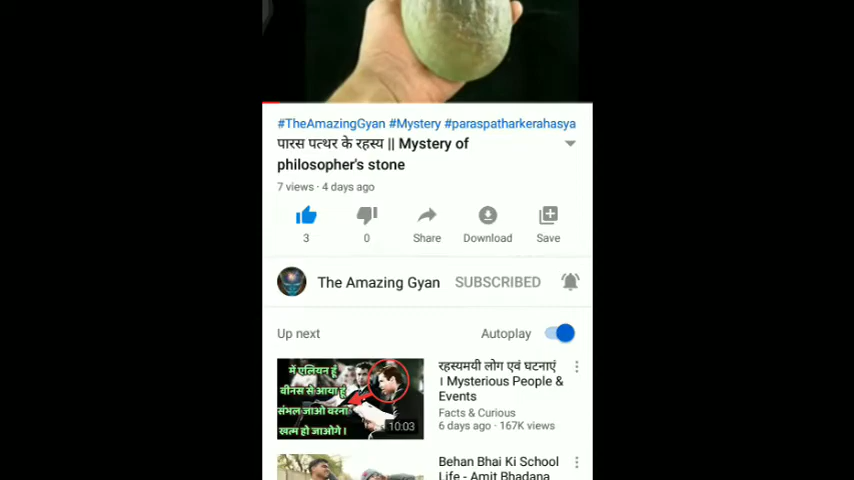 #TheAmazingGyan #Mystery #paraspatharkerahasya
पारस पत्थर के रहस्य || Mystery of
philosopher's stone
7 views · 4 days ago
3
0
Share
Download
Save
The Amazing Gyan
SUBSCRIBED
Up next
Autoplay
में एलियन हूं
बीनस से आया हूं
संभल जाओ वरना
खत्म हो जाओगे।
10:03
रहस्यमयी लोग एवं घटनाएं
। Mysterious People &
Events
Facts & Curious
6 days ago · 167K views
Behan Bhai Ki School
Life - Amit Bhadana